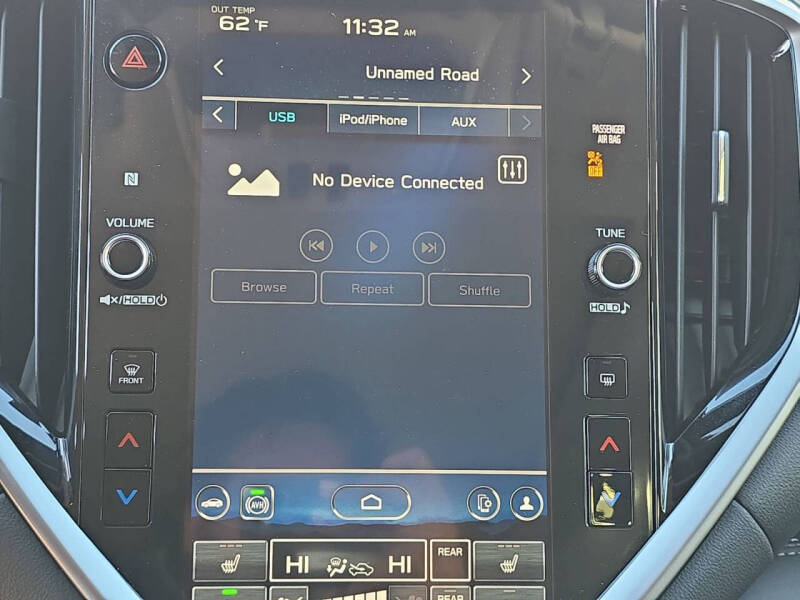 OUT TEMP
62 °F
11:32 AM
Unnamed Road
USB
iPod/iPhone
AUX
PASSENGER
AIR BAG
OFF
No Device Connected
N
VOLUME
TUNE
HOLD
HOLD
Browse
Repeat
Shuffle
FRONT
AVH
HI
HI
REAR
REAR